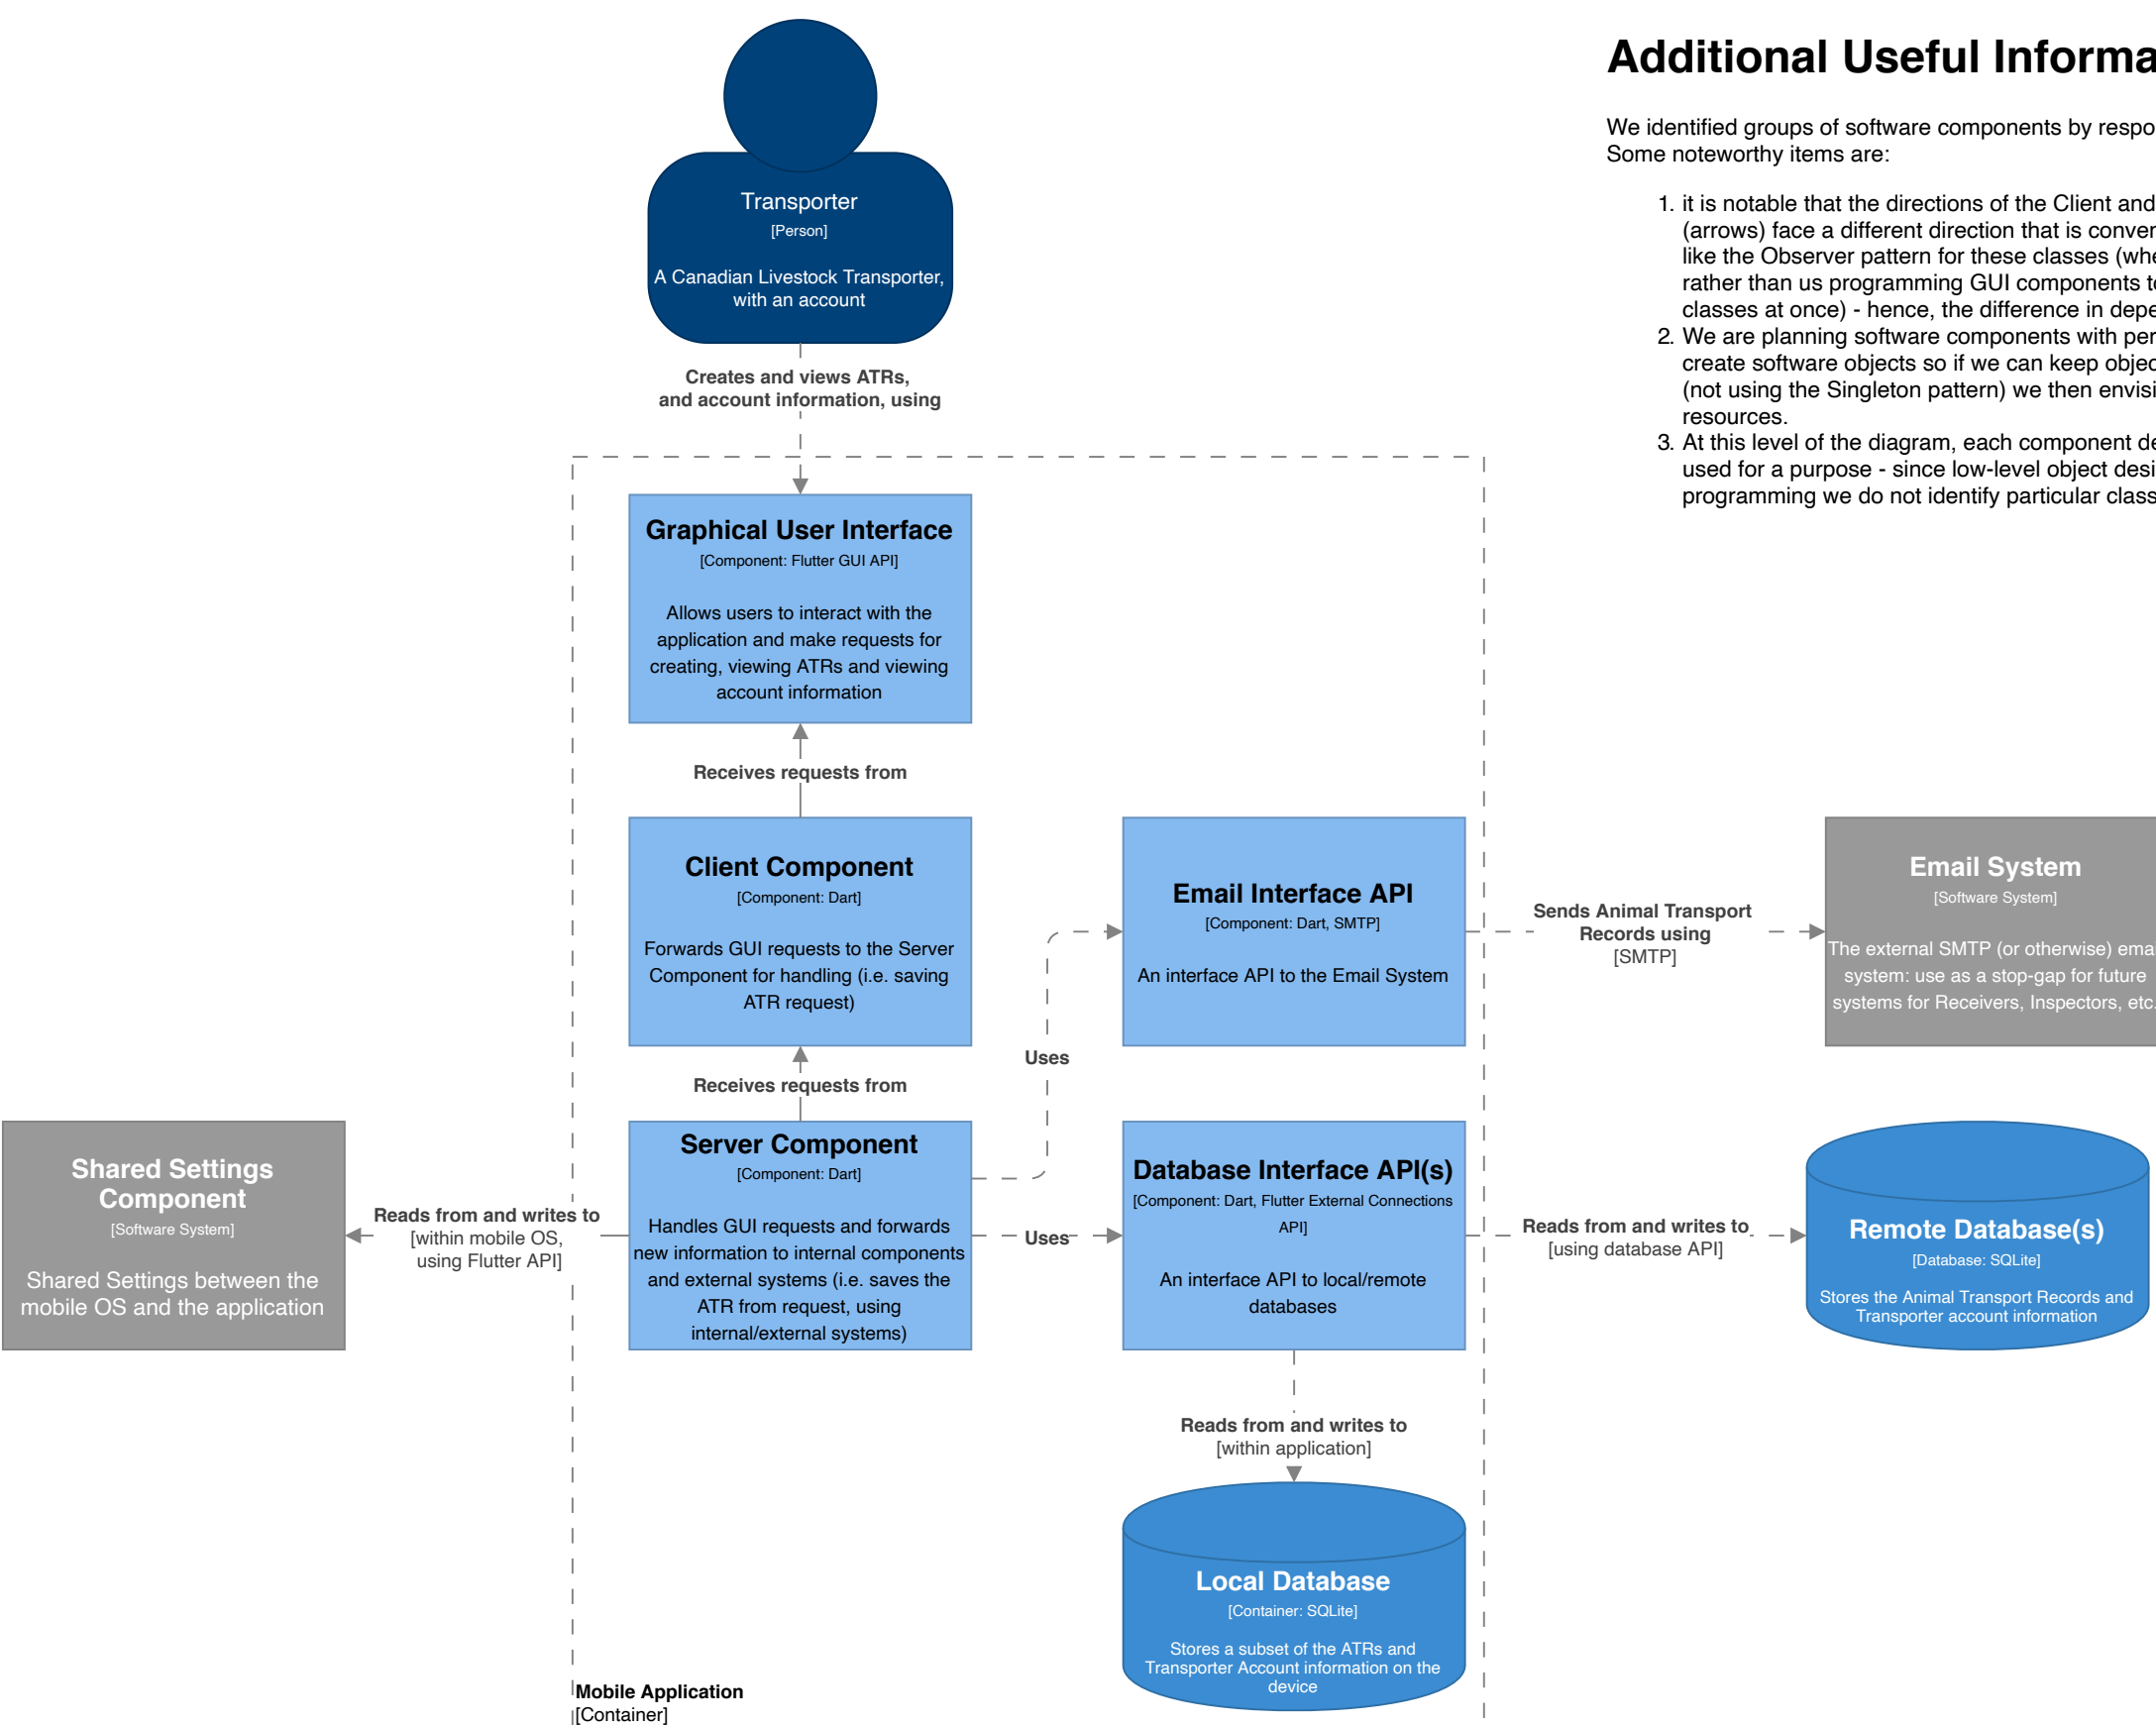 Transporter
[Person]
A Canadian Livestock Transporter,
with an account
Creates and views ATRs,
and account information, using
Additional Useful
We identified groups of software components by
Some noteworthy items are:
1. it is notable that the directions of the Client and
(arrows) face a different direction that is
like the Observer pattern for these classes
rather than us programming GUI components
classes at once) - hence, the difference in
2. We are planning software components with
create software objects so if we can keep
(not using the Singleton pattern) we then
resources.
3. At this level of the diagram, each component
used for a purpose - since low-level object
programming we do not identify particular
Graphical User Interface
[Component: Flutter GUI API]
Allows users to interact with the
application and make requests for
creating, viewing ATRs and viewing
account information
Receives requests from
Client Component
[Component: Dart]
Forwards GUI requests to the Server
Component for handling (i.e. saving
ATR request)
Receives requests from
Email Interface API
[Component: Dart, SMTP]
An interface API to the Email System
Sends Animal Transport
Records using
[SMTP]
Email System
[Software System]
The external SMTP (or otherwise)
system: use as a stop-gap for future
systems for Receivers, Inspectors, etc.
Uses
Shared Settings
Component
[Software System]
Shared Settings between the
mobile OS and the application
Reads from and writes to
[within mobile OS,
using Flutter API]
Server Component
[Component: Dart]
Handles GUI requests and forwards
new information to internal components
and external systems (i.e. saves the
ATR from request, using
internal/external systems)
Uses
Database Interface API(s)
[Component: Dart, Flutter External Connections
API]
An interface API to local/remote
databases
Reads from and writes to
[using database API]
Remote Database(s)
[Database: SQLite]
Stores the Animal Transport Records and
Transporter account information
Reads from and writes to
[within application]
Local Database
[Container: SQLite]
Stores a subset of the ATRs and
Transporter Account information on the
device
Mobile Application
[Container]